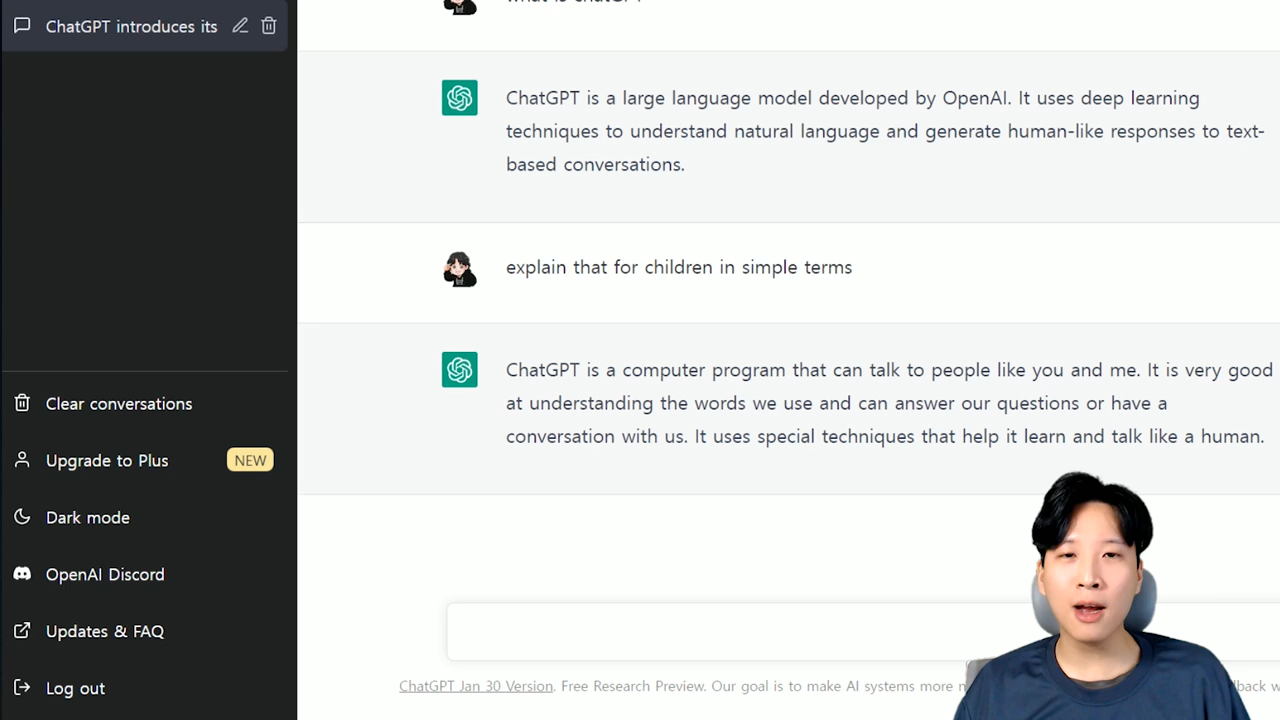 ChatGPT introduces its
Clear conversations
Upgrade to Plus NEW
Dark mode
OpenAI Discord
Updates & FAQ
Log out
what is chatGPT
ChatGPT is a large language model developed by OpenAI. It uses deep learning
techniques to understand natural language and generate human-like responses to text-
based conversations.
explain that for children in simple terms
ChatGPT is a computer program that can talk to people like you and me. It is very good
at understanding the words we use and can answer our questions or have a
conversation with us. It uses special techniques that help it learn and talk like a human.
ChatGPT Jan 30 Version. Free Research Preview. Our goal is to make AI systems more